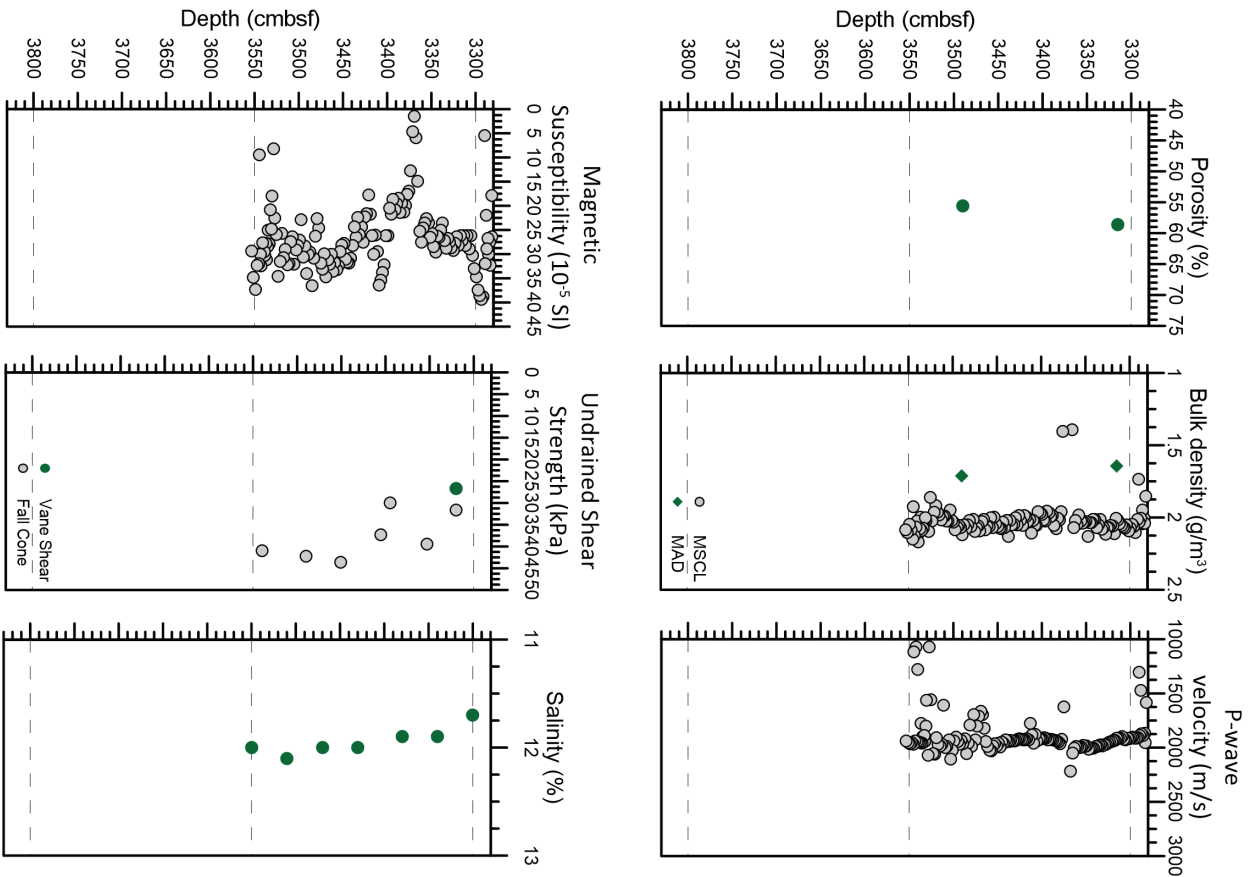 Depth (cmbsf)
3800 3750 3700 3650 3600 3550 3500 3450 3400 3350 3300
Magnetic
Susceptibility (10⁻⁵ SI)
0 5 10 15 20 25 30 35 40 45
Undrained Shear
Strength (kPa)
0 5 10 15 20 25 30 35 40 45 50
Vane Shear
Fall Cone
Salinity (%)
11 12 13
Depth (cmbsf)
3800 3750 3700 3650 3600 3550 3500 3450 3400 3350 3300
Porosity (%)
40 45 50 55 60 65 70 75
Bulk density (g/m³)
1 1,5 2 2,5
MSCL
MAD
P-wave
velocity (m/s)
1000 1500 2000 2500 3000